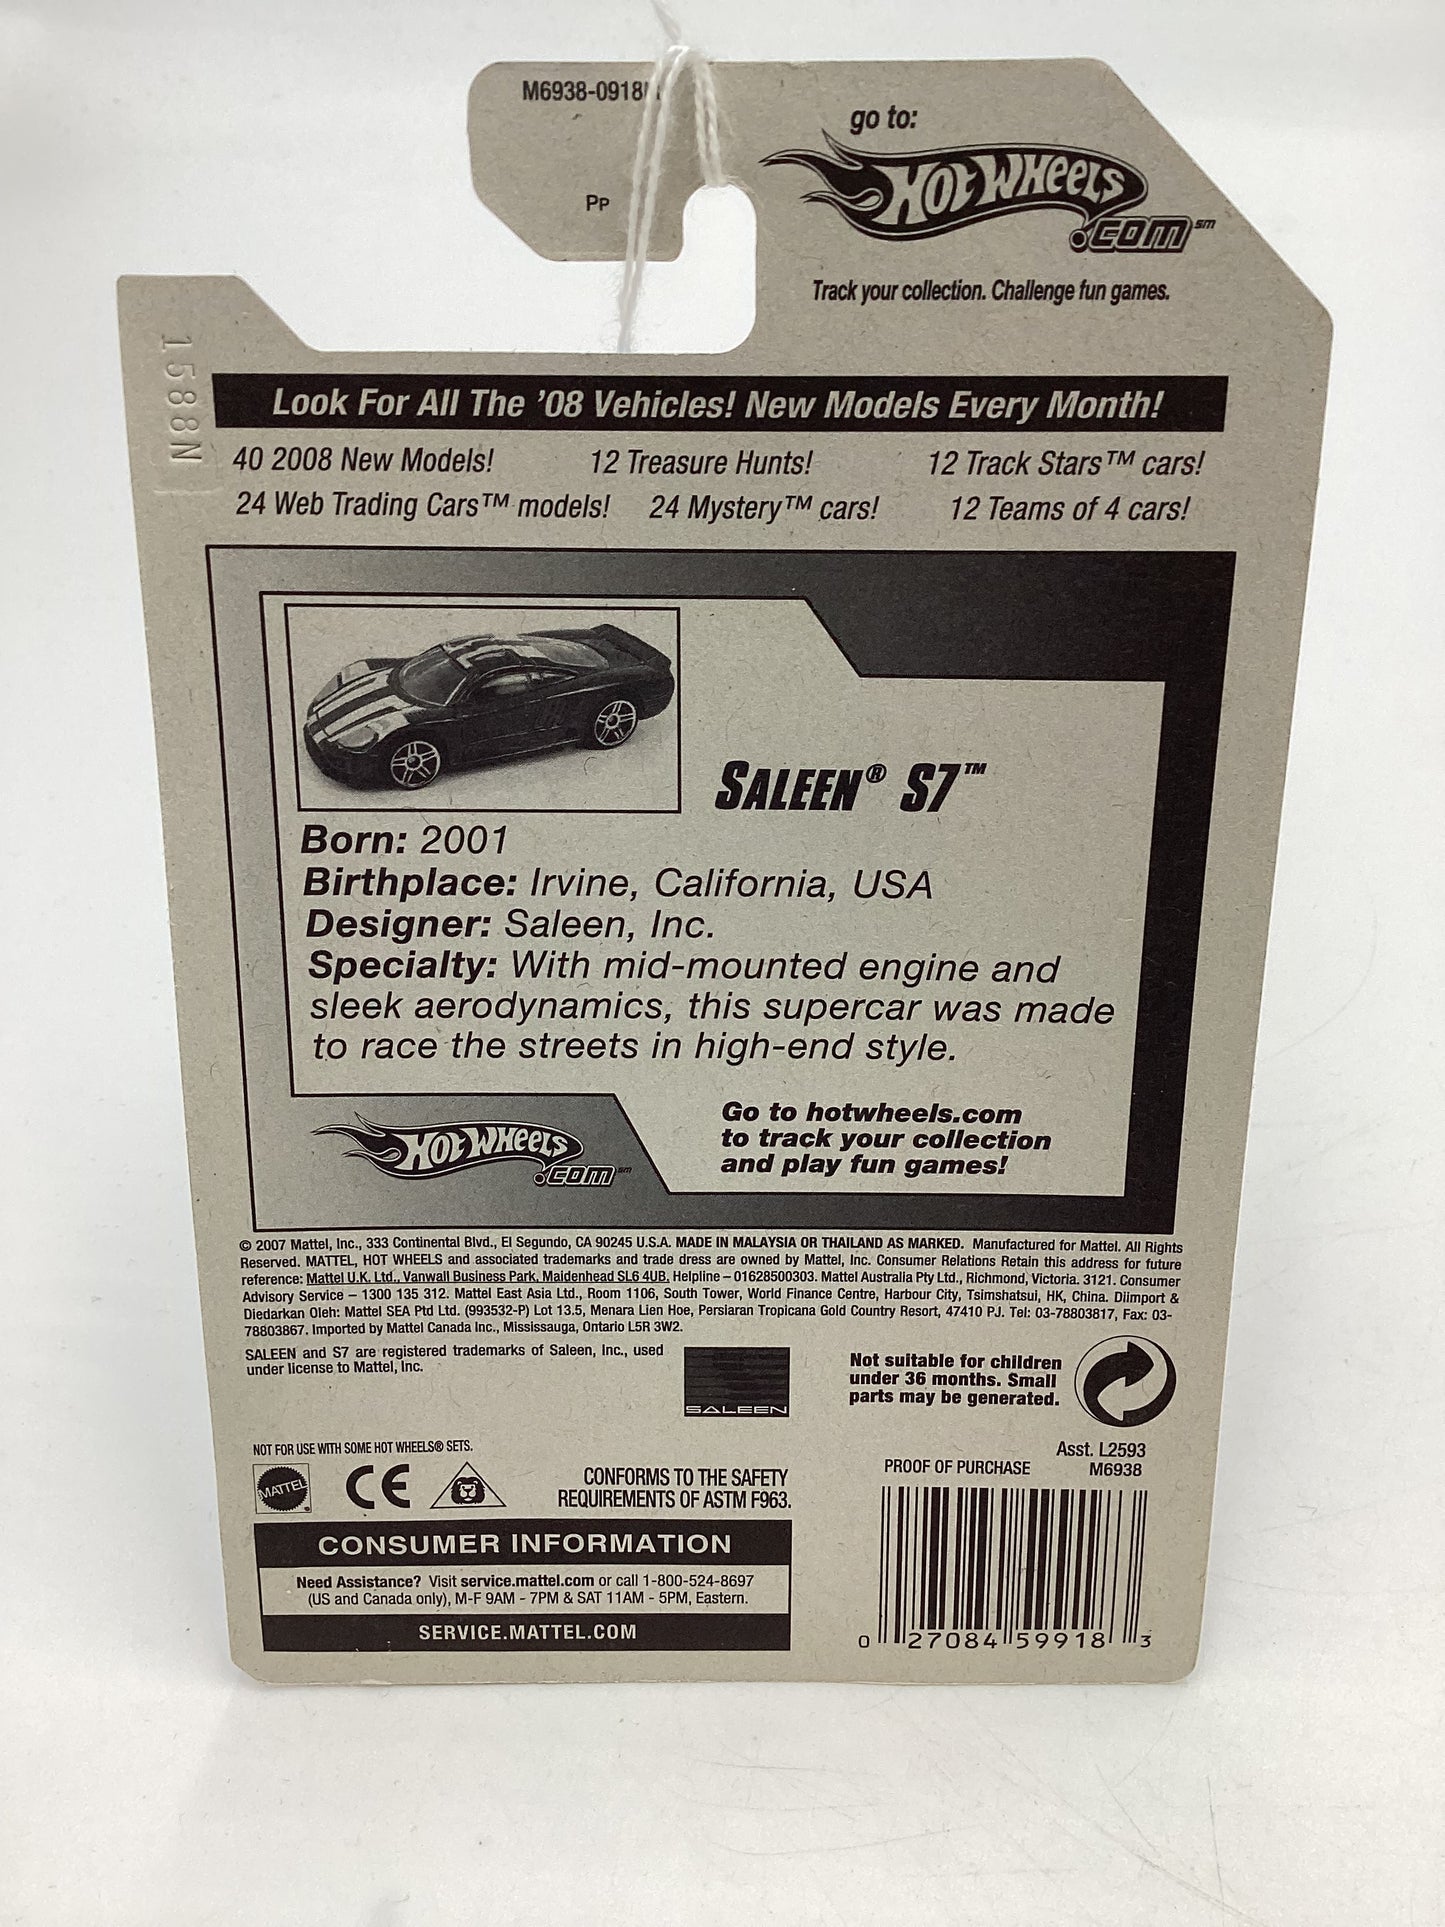 M6938-0918
PP
go to:
HOT WHEELS
.COM℠
Track your collection. Challenge fun games.
1588N
Look For All The '08 Vehicles! New Models Every Month!
40 2008 New Models! 12 Treasure Hunts! 12 Track Stars™ cars!
24 Web Trading Cars™ models! 24 Mystery™ cars! 12 Teams of 4 cars!
SALEEN® S7™
Born: 2001
Birthplace: Irvine, California, USA
Designer: Saleen, Inc.
Specialty: With mid-mounted engine and
sleek aerodynamics, this supercar was made
to race the streets in high-end style.
HOT WHEELS
.COM℠
Go to hotwheels.com
to track your collection
and play fun games!
© 2007 Mattel, Inc., 333 Continental Blvd., El Segundo, CA 90245 U.S.A. MADE IN MALAYSIA OR THAILAND AS MARKED. Manufactured for Mattel. All Rights
Reserved. MATTEL, HOT WHEELS and associated trademarks and trade dress are owned by Mattel, Inc. Consumer Relations Retain this address for future
reference: Mattel U.K. Ltd., Vanwall Business Park, Maidenhead SL6 4UB, Helpline – 01628500303. Mattel Australia Pty Ltd., Richmond, Victoria. 3121. Consumer
Advisory Service – 1300 135 312. Mattel East Asia Ltd., Room 1106, South Tower, World Finance Centre, Harbour City, Tsimshatsui, HK, China. Diimport &
Diedarkan Oleh: Mattel SEA Ptd Ltd. (993532-P) Lot 13.5, Menara Lien Hoe, Persiaran Tropicana Gold Country Resort, 47410 PJ. Tel: 03-78803817, Fax: 03-
78803867. Imported by Mattel Canada Inc., Mississauga, Ontario L5R 3W2.
SALEEN and S7 are registered trademarks of Saleen, Inc., used
under license to Mattel, Inc.
SALEEN
Not suitable for children
under 36 months. Small
parts may be generated.
NOT FOR USE WITH SOME HOT WHEELS® SETS.
MATTEL®
CE
CONFORMS TO THE SAFETY
REQUIREMENTS OF ASTM F963.
Asst. L2593
PROOF OF PURCHASE M6938
CONSUMER INFORMATION
Need Assistance? Visit service.mattel.com or call 1-800-524-8697
(US and Canada only), M-F 9AM - 7PM & SAT 11AM - 5PM, Eastern.
SERVICE.MATTEL.COM
0 27084 59918 3